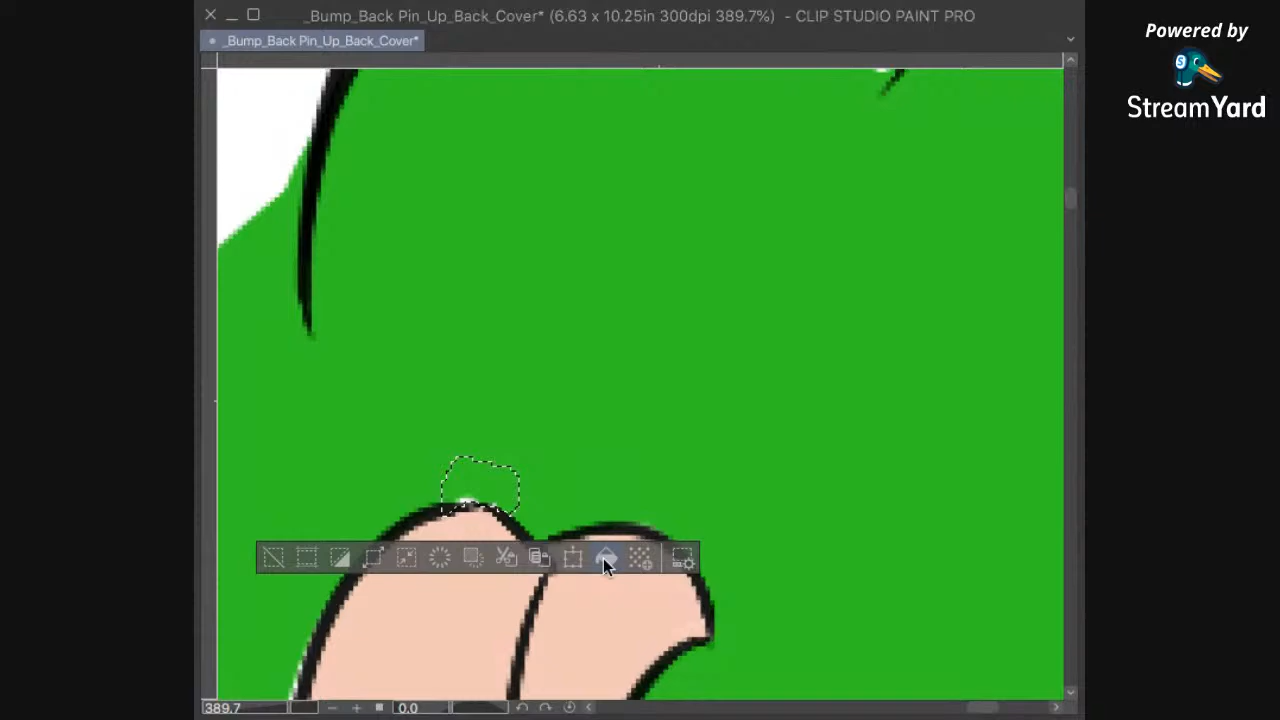 _Bump_Back Pin_Up_Back_Cover* (6.63 x 10.25in 300dpi 389.7%) - CLIP STUDIO PAINT PRO
_Bump_Back Pin_Up_Back_Cover*
Powered by
StreamYard
389.7
0.0